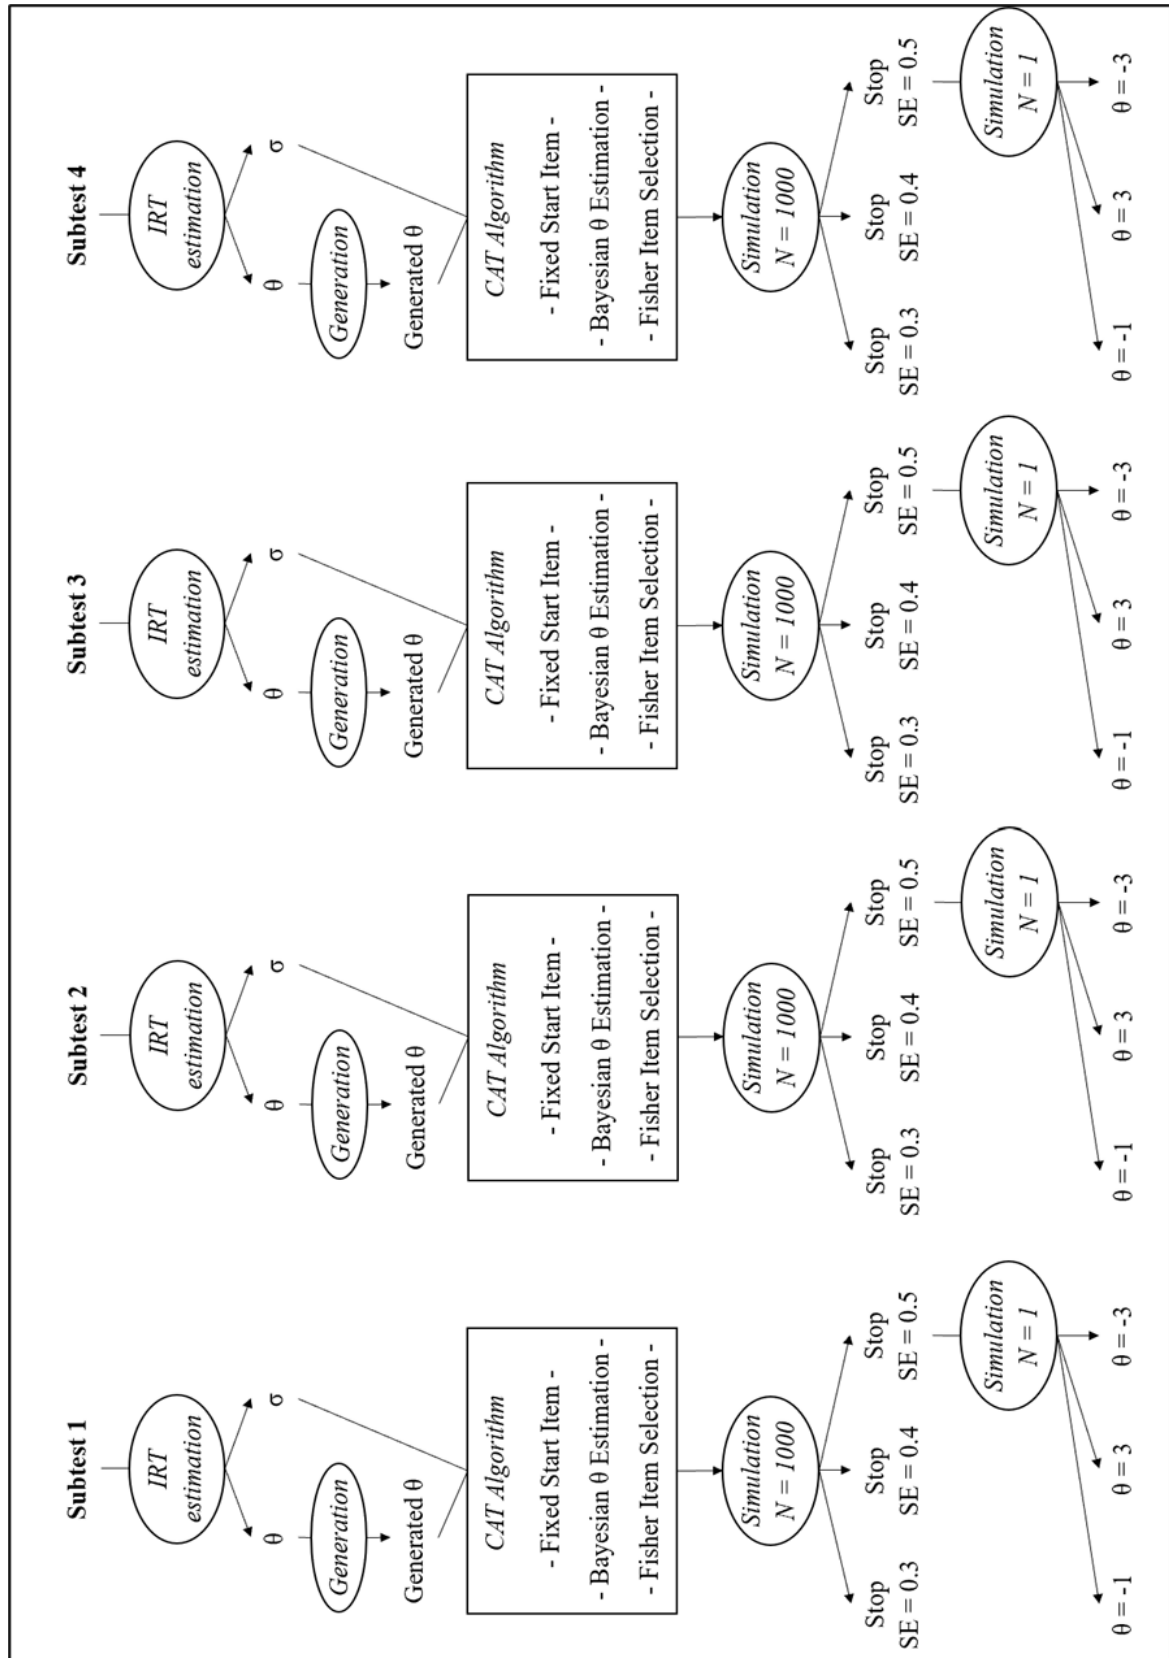 Subtest 1
IRT
estimation
θ
σ
Generation
Generated θ
CAT Algorithm
- Fixed Start Item -
- Bayesian θ Estimation -
- Fisher Item Selection -
Simulation
N = 1000
Stop
SE = 0.3
Stop
SE = 0.4
Stop
SE = 0.5
Simulation
N = 1
θ = -1
θ = 3
θ = -3
Subtest 2
IRT
estimation
θ
σ
Generation
Generated θ
CAT Algorithm
- Fixed Start Item -
- Bayesian θ Estimation -
- Fisher Item Selection -
Simulation
N = 1000
Stop
SE = 0.3
Stop
SE = 0.4
Stop
SE = 0.5
Simulation
N = 1
θ = -1
θ = 3
θ = -3
Subtest 3
IRT
estimation
θ
σ
Generation
Generated θ
CAT Algorithm
- Fixed Start Item -
- Bayesian θ Estimation -
- Fisher Item Selection -
Simulation
N = 1000
Stop
SE = 0.3
Stop
SE = 0.4
Stop
SE = 0.5
Simulation
N = 1
θ = -1
θ = 3
θ = -3
Subtest 4
IRT
estimation
θ
σ
Generation
Generated θ
CAT Algorithm
- Fixed Start Item -
- Bayesian θ Estimation -
- Fisher Item Selection -
Simulation
N = 1000
Stop
SE = 0.3
Stop
SE = 0.4
Stop
SE = 0.5
Simulation
N = 1
θ = -1
θ = 3
θ = -3